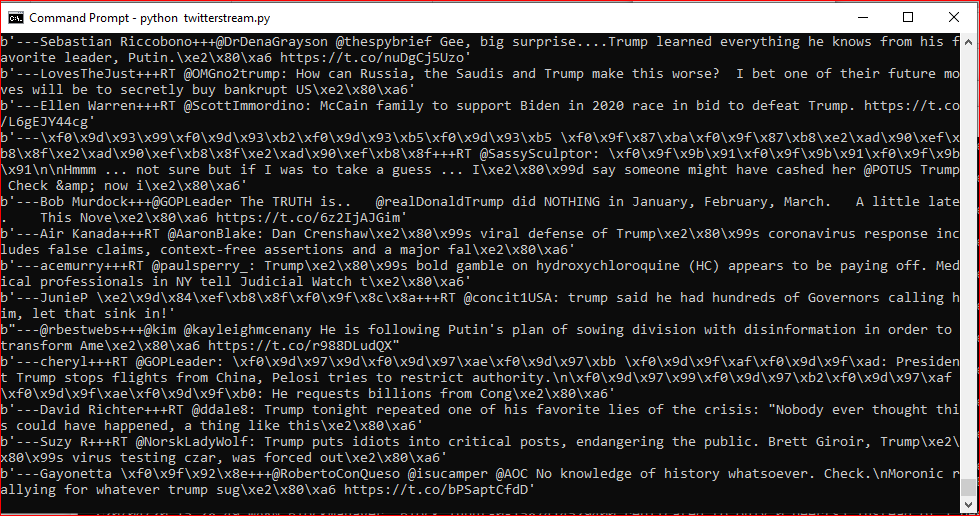 Command Prompt - python  twitterstream.py
b'---Sebastian Riccobono+++@DrDenaGrayson @thespybrief Gee, big surprise....Trump learned everything he knows from his f
avorite leader, Putin.\xe2\x80\xa6 https://t.co/nuDgCj5Uzo'
b'---LovesTheJust+++RT @OMGno2trump: How can Russia, the Saudis and Trump make this worse?  I bet one of their future mo
ves will be to secretly buy bankrupt US\xe2\x80\xa6'
b'---Ellen Warren+++RT @ScottImmordino: McCain family to support Biden in 2020 race in bid to defeat Trump. https://t.co
/L6gEJY44cg'
b'---\xf0\x9d\x93\x99\xf0\x9d\x93\xb2\xf0\x9d\x93\xb5\xf0\x9d\x93\xb5 \xf0\x9f\x87\xba\xf0\x9f\x87\xb8\xe2\xad\x90\xef\x
b8\x8f\xe2\xad\x90\xef\xb8\x8f\xe2\xad\x90\xef\xb8\x8f+++RT @SassySculptor: \xf0\x9f\x9b\x91\xf0\x9f\x9b\x91\xf0\x9f\x9b
\x91\n\nHmmm ... not sure but if I was to take a guess ... I\xe2\x80\x99d say someone might have cashed her @POTUS Trump
 Check &amp; now i\xe2\x80\xa6'
b'---Bob Murdock+++@GOPLeader The TRUTH is..   @realDonaldTrump did NOTHING in January, February, March.   A little late
.    This Nove\xe2\x80\xa6 https://t.co/6z2IjAJGim'
b'---Air Kanada+++RT @AaronBlake: Dan Crenshaw\xe2\x80\x99s viral defense of Trump\xe2\x80\x99s coronavirus response inc
ludes false claims, context-free assertions and a major fal\xe2\x80\xa6'
b'---acemurry+++RT @paulsperry_: Trump\xe2\x80\x99s bold gamble on hydroxychloroquine (HC) appears to be paying off. Med
ical professionals in NY tell Judicial Watch t\xe2\x80\xa6'
b'---JunieP \xe2\x9d\x84\xef\xb8\x8f\xf0\x9f\x8c\x8a+++RT @concit1USA: trump said he had hundreds of Governors calling h
im, let that sink in!'
b"---@rbestwebs+++@kim @kayleighmcenany He is following Putin's plan of sowing division with disinformation in order to 
transform Ame\xe2\x80\xa6 https://t.co/r988DLudQX"
b'---cheryl+++RT @GOPLeader: \xf0\x9d\x97\xf0\x9d\x97\xae\xf0\x9d\x97\xbb \xf0\x9d\x9f\xaf\xf0\x9d\x9f\xad: Presiden
t Trump stops flights from China, Pelosi tries to restrict authority.\n\xf0\x9d\x97\x99\xf0\x9d\x97\xb2\xf0\x9d\x97\xaf 
\xf0\x9d\x9f\xae\xf0\x9d\x9f\xb0: He requests billions from Cong\xe2\x80\xa6'
b'---David Richter+++RT @ddale8: Trump tonight repeated one of his favorite lies of the crisis: "Nobody ever thought thi
s could have happened, a thing like this\xe2\x80\xa6'
b'---Suzy R+++RT @NorskLadyWolf: Trump puts idiots into critical posts, endangering the public. Brett Giroir, Trump\xe2\
x80\x99s virus testing czar, was forced out\xe2\x80\xa6'
b'---Gayonetta \xf0\x9f\x92\x8e+++@RobertoConQueso @isucamper @AOC No knowledge of history whatsoever. Check.\nMoronic r
allying for whatever trump sug\xe2\x80\xa6 https://t.co/bPSaptCfdD'